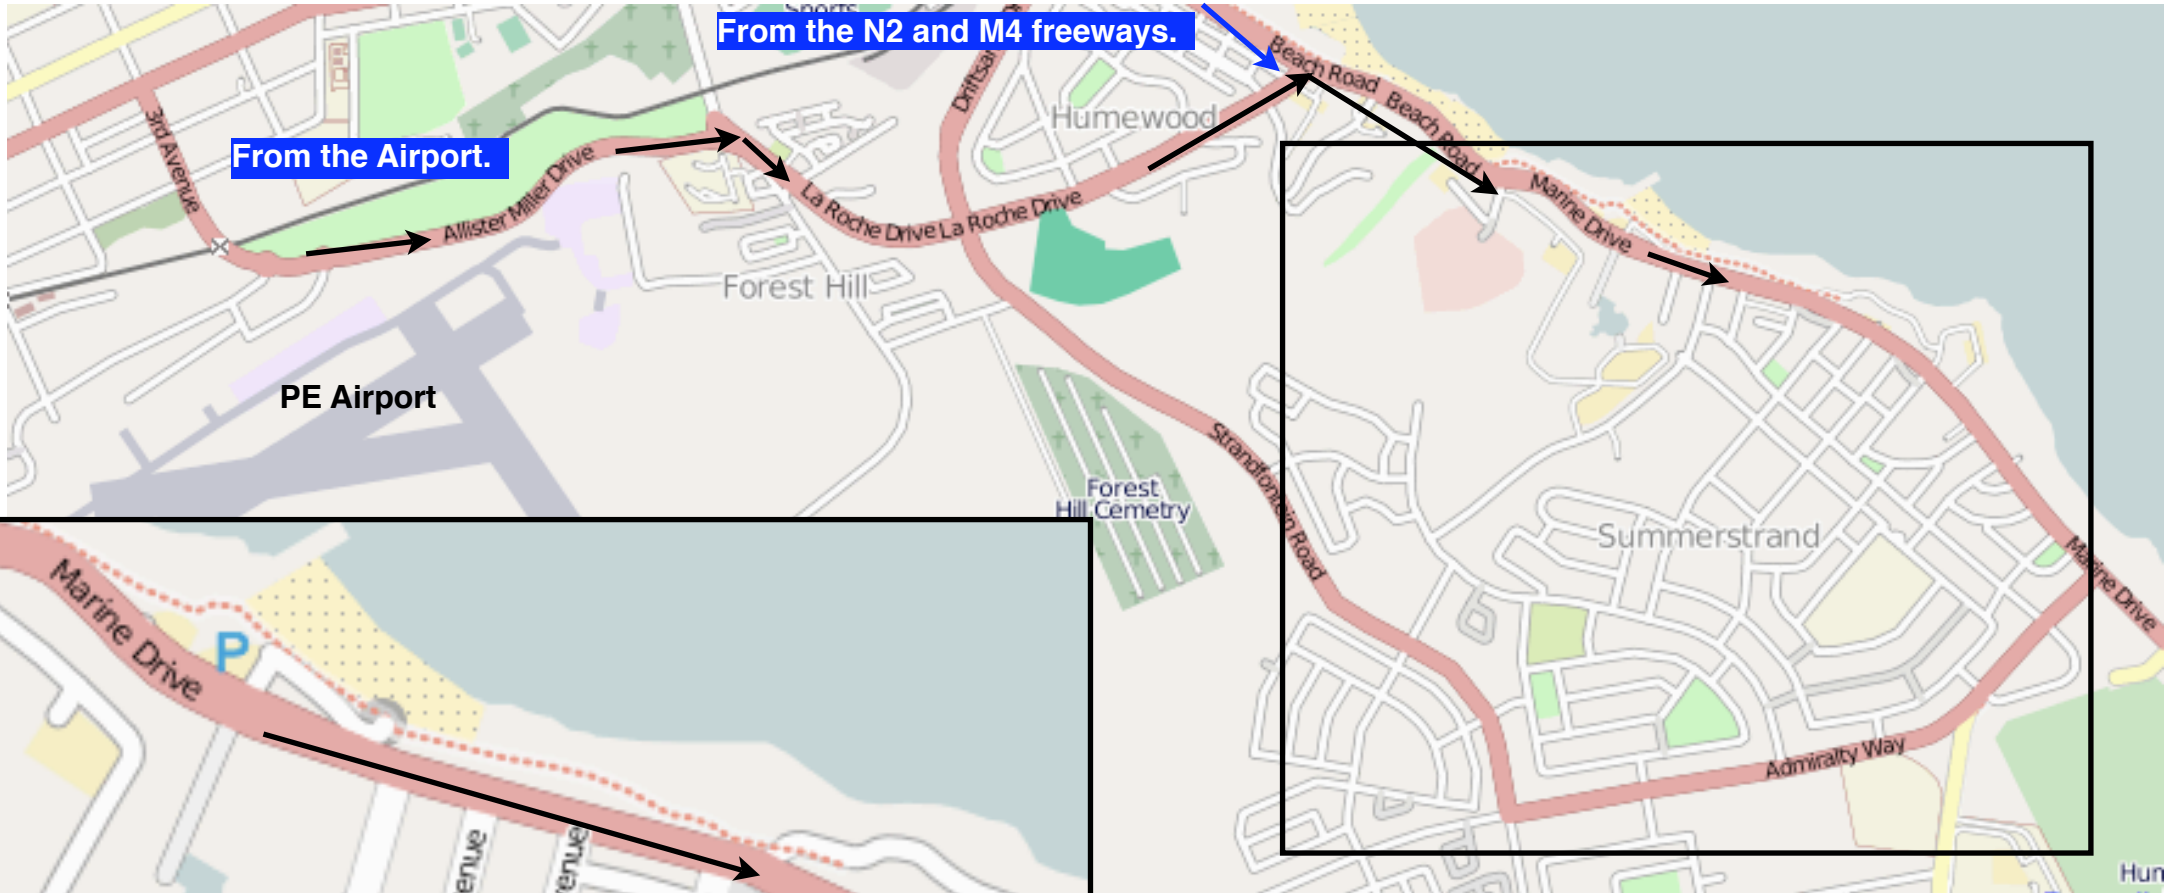 Sports
From the N2 and M4 freeways.
Beach Road
Beach Road
Humewood
3rd Avenue
From the Airport.
Allister Miller Drive
La Roche Drive
La Roche Drive
Marine Drive
Forest Hill
PE Airport
Strandfontein Road
Forest
Hill Cemetry
Summerstrand
Marine Drive
Marine Drive
P
Admiralty Way